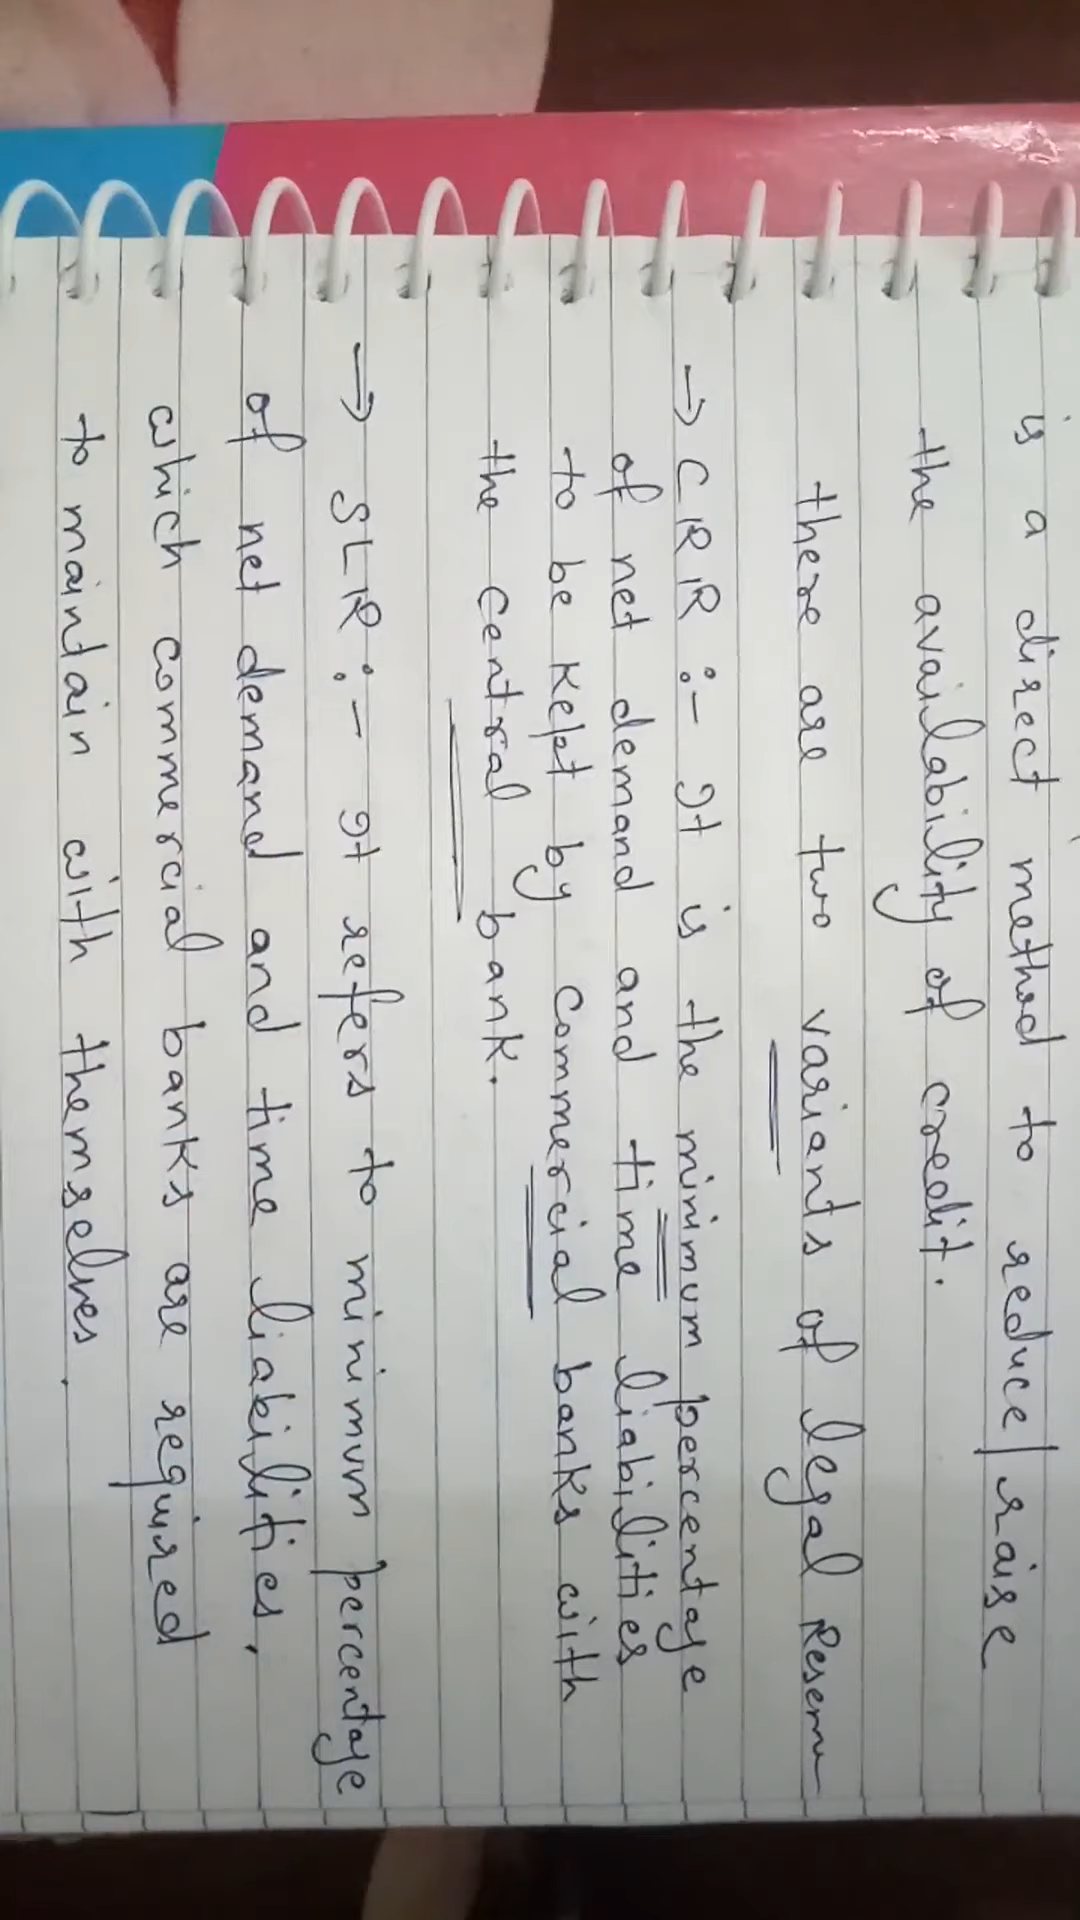 is a direct method to reduce/raise
the availability of credit.
there are two variants of legal Reserve
→ CRR :- It is the minimum percentage
of net demand and time liabilities
to be kept by commercial banks with
the central bank.
→ SLR :- It refers to minimum percentage
of net demand and time liabilities,
which commercial banks are required
to maintain with themselves.